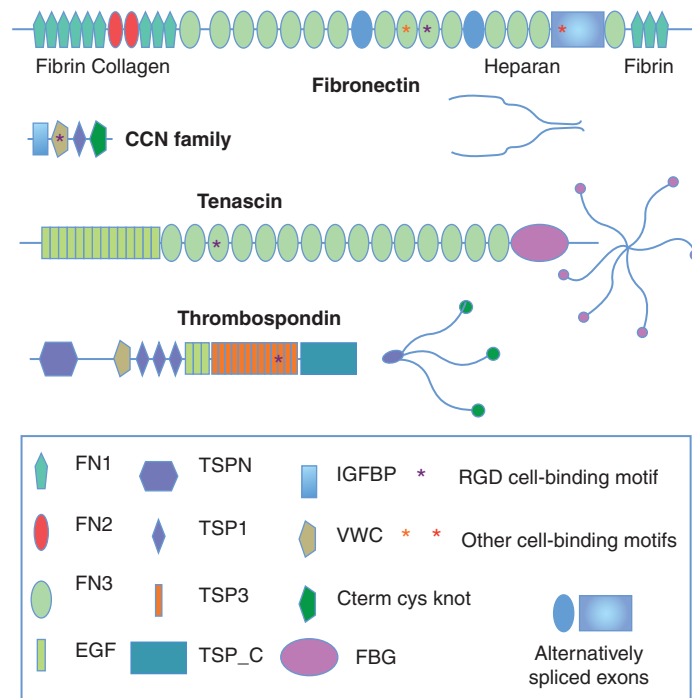 Fibrin Collagen Heparan Fibrin
Fibronectin
CCN family
Tenascin
Thrombospondin
FN1 TSPN IGFBP * RGD cell-binding motif
FN2 TSP1 VWC * * Other cell-binding motifs
FN3 TSP3 Cterm cys knot
EGF TSP_C FBG Alternatively
spliced exons